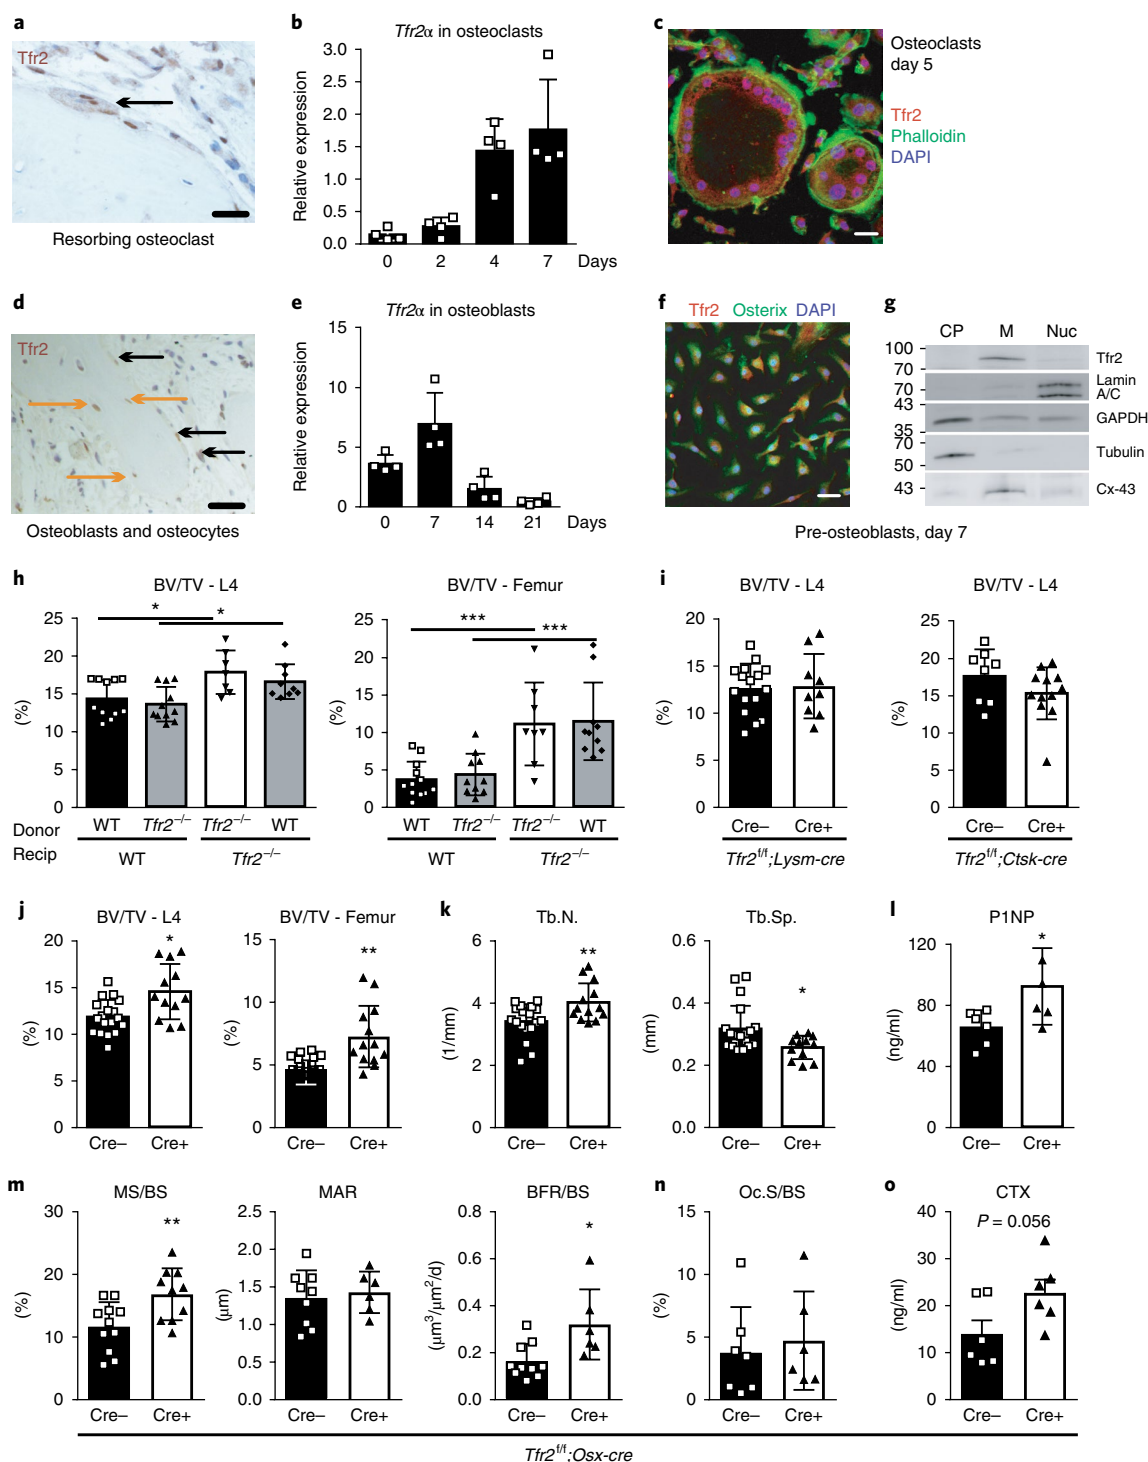 a
Tfr2
Resorbing osteoclast
b
Tfr2α in osteoclasts
Relative expression
3.0
2.5
2.0
1.5
1.0
0.5
0.0
0 2 4 7 Days
c
Osteoclasts
day 5
Tfr2
Phalloidin
DAPI
d
Tfr2
Osteoblasts and osteocytes
e
Tfr2α in osteoblasts
Relative expression
15
10
5
0
0 7 14 21 Days
f
Tfr2 Osterix DAPI
g
CP M Nuc
100
70
Tfr2
70
43
Lamin
A/C
35
GAPDH
70
50
Tubulin
43
Cx-43
Pre-osteoblasts, day 7
h
BV/TV - L4
(%)
25
20
15
10
5
0
* *
WT Tfr2–/– Tfr2–/– WT
Donor
Recip
WT Tfr2–/–
BV/TV - Femur
(%)
25
20
15
10
5
0
*** ***
WT Tfr2–/– Tfr2–/– WT
WT Tfr2–/–
i
BV/TV - L4
(%)
20
15
10
5
0
Cre– Cre+
Tfr2f/f;Lysm-cre
BV/TV - L4
(%)
25
20
15
10
5
0
Cre– Cre+
Tfr2f/f;Ctsk-cre
j
BV/TV - L4
(%)
20
15
10
5
0
*
Cre– Cre+
BV/TV - Femur
(%)
15
10
5
0
**
Cre– Cre+
k
Tb.N.
(1/mm)
6
4
2
0
**
Cre– Cre+
Tb.Sp.
(mm)
0.6
0.4
0.2
0.0
*
Cre– Cre+
l
P1NP
(ng/ml)
120
80
40
0
*
Cre– Cre+
m
MS/BS
(%)
30
20
10
0
**
Cre– Cre+
MAR
(μm)
2.5
2.0
1.5
1.0
0.5
0.0
Cre– Cre+
BFR/BS
(μm3/μm2/d)
0.8
0.6
0.4
0.2
0
*
Cre– Cre+
n
Oc.S/BS
(%)
15
10
5
0
Cre– Cre+
o
CTX
P = 0.056
(ng/ml)
40
30
20
10
0
Cre– Cre+
Tfr2f/f;Osx-cre